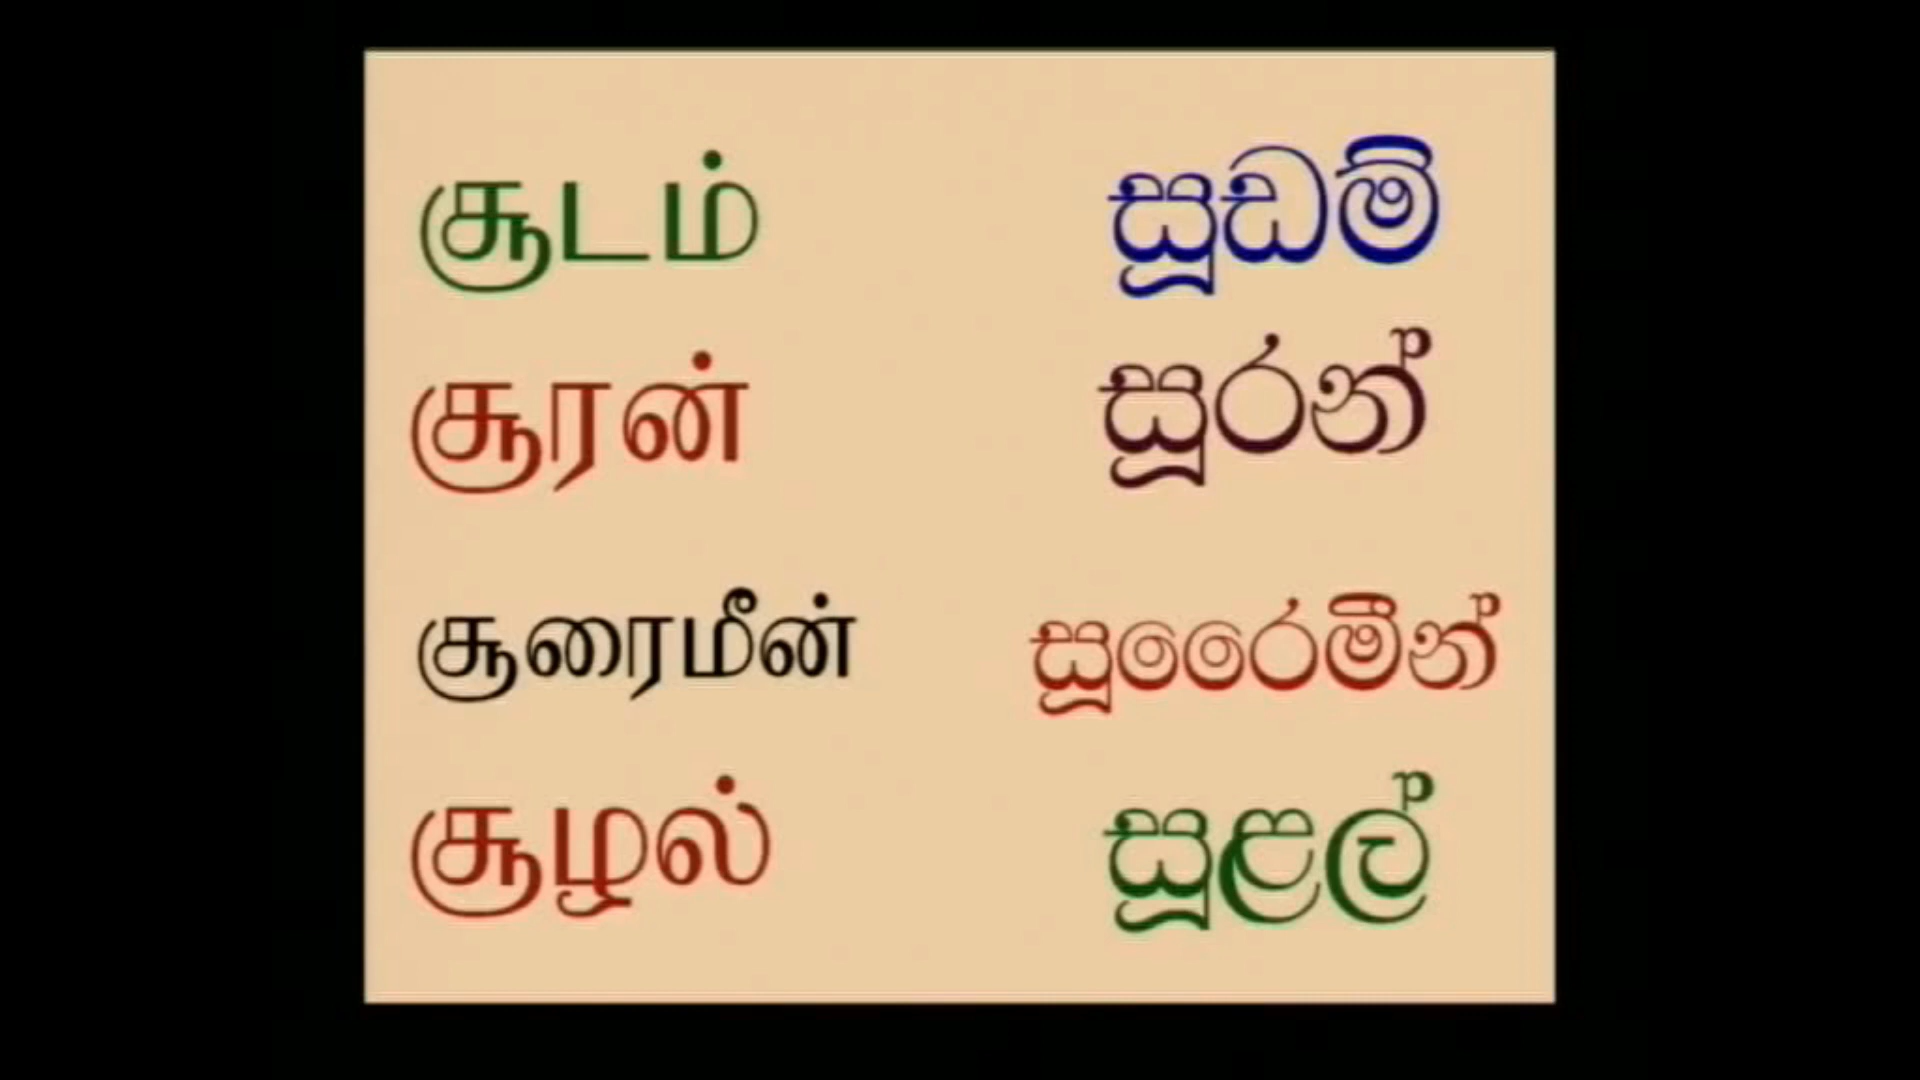 சூடம் සූඩම්
சூரன் සූරන්
சூரைமீன் සූරෛමීන්
சூழல் සූළල්